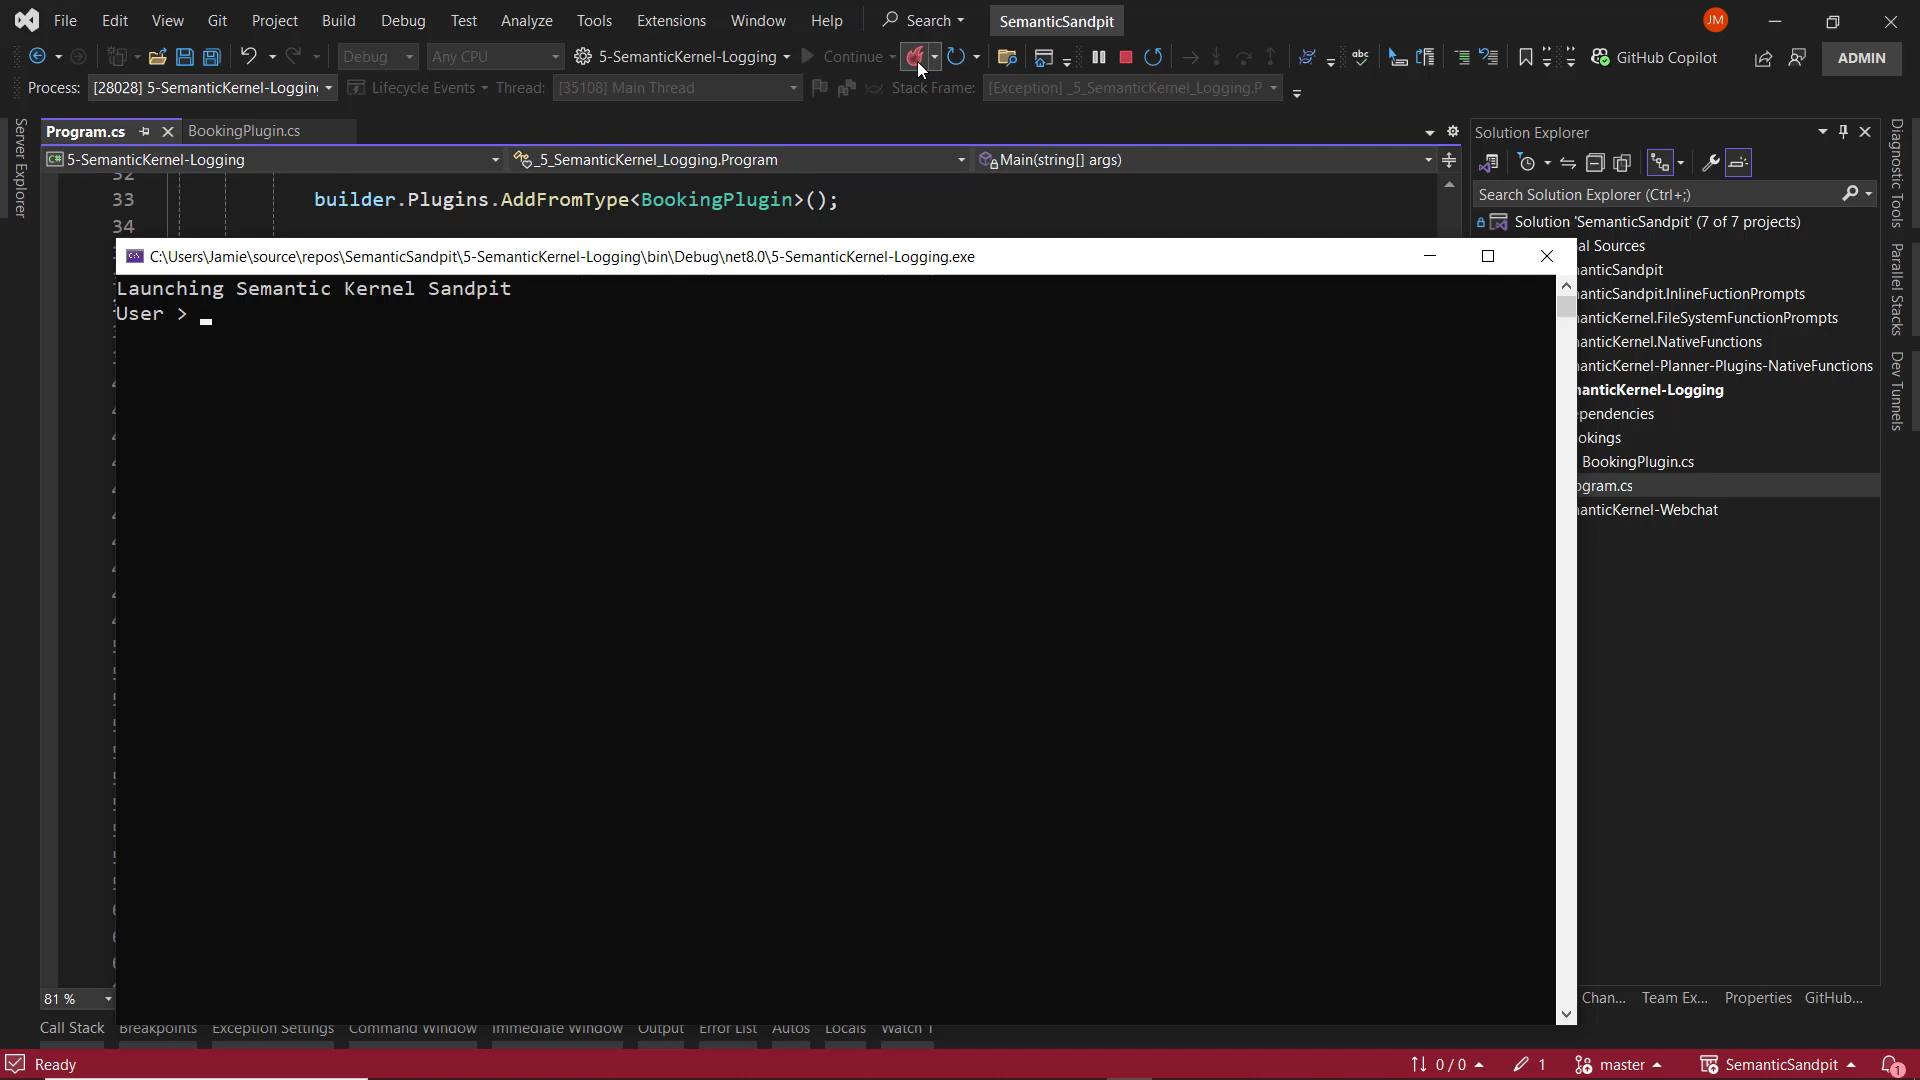 File Edit View Git Project Build Debug Test Analyze Tools Extensions Window Help Search SemanticSandpit JM
Debug Any CPU 5-SemanticKernel-Logging Continue GitHub Copilot ADMIN
Process: [28028] 5-SemanticKernel-Logging Lifecycle Events Thread: [35108] Main Thread Stack Frame: [Exception] _5_SemanticKernel_Logging.P
Server Explorer
Program.cs BookingPlugin.cs
5-SemanticKernel-Logging _5_SemanticKernel_Logging.Program Main(string[] args)
32
33 builder.Plugins.AddFromType<BookingPlugin>();
34
C:\Users\Jamie\source\repos\SemanticSandpit\5-SemanticKernel-Logging\bin\Debug\net8.0\5-SemanticKernel-Logging.exe
Launching Semantic Kernel Sandpit
User >
Solution Explorer
Search Solution Explorer (Ctrl+;)
Solution 'SemanticSandpit' (7 of 7 projects)
al Sources
anticSandpit
anticSandpit.InlineFuctionPrompts
anticKernel.FileSystemFunctionPrompts
anticKernel.NativeFunctions
anticKernel-Planner-Plugins-NativeFunctions
anticKernel-Logging
pendencies
okings
BookingPlugin.cs
ogram.cs
anticKernel-Webchat
Diagnostic Tools
Parallel Stacks
Dev Tunnels
81 %
Chan... Team Ex... Properties GitHub...
Call Stack Breakpoints Exception Settings Command Window Immediate Window Output Error List Autos Locals Watch 1
Ready 0 / 0 1 master SemanticSandpit 1